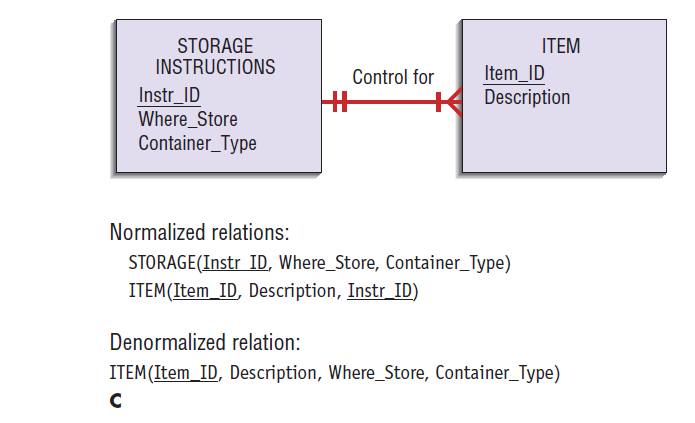 STORAGE
INSTRUCTIONS
Instr_ID
Where_Store
Container_Type
Control for
ITEM
Item_ID
Description
Normalized relations:
STORAGE(Instr_ID, Where_Store, Container_Type)
ITEM(Item_ID, Description, Instr_ID)
Denormalized relation:
ITEM(Item_ID, Description, Where_Store, Container_Type)
C